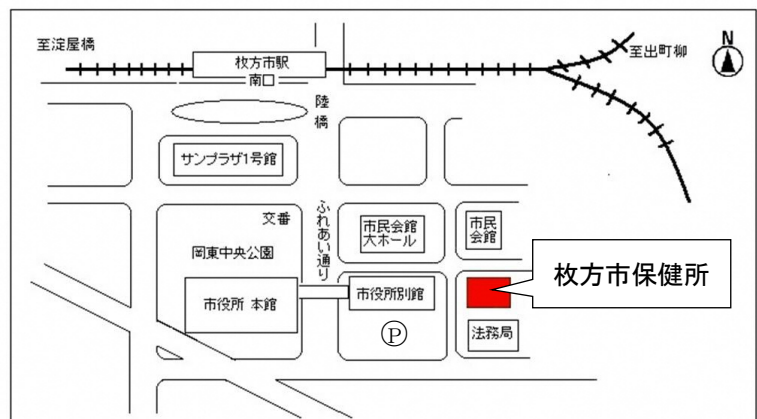 至淀屋橋
枚方市駅
南口
至出町柳
N
陸橋
サンプラザ1号館
ふれあい通り
交番
岡東中央公園
市民会館
大ホール
市民
会館
枚方市保健所
市役所 本館
市役所別館
P
法務局